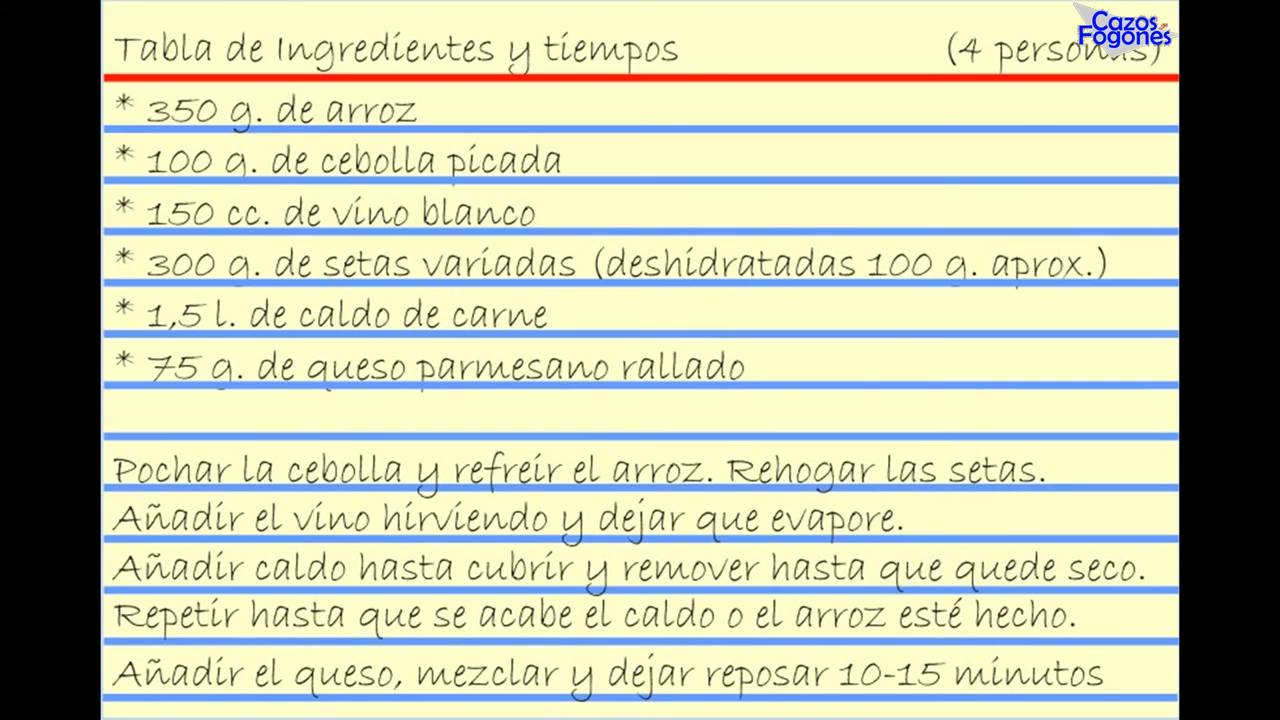 Cazos en
Fogones
Tabla de Ingredientes y tiempos (4 personas)
* 350 g. de arroz
* 100 g. de cebolla picada
* 150 cc. de vino blanco
* 300 g. de setas variadas (deshidratadas 100 g. aprox.)
* 1,5 l. de caldo de carne
* 75 g. de queso parmesano rallado
Pochar la cebolla y refreír el arroz. Rehogar las setas.
Añadir el vino hirviendo y dejar que evapore.
Añadir caldo hasta cubrir y remover hasta que quede seco.
Repetir hasta que se acabe el caldo o el arroz esté hecho.
Añadir el queso, mezclar y dejar reposar 10-15 minutos